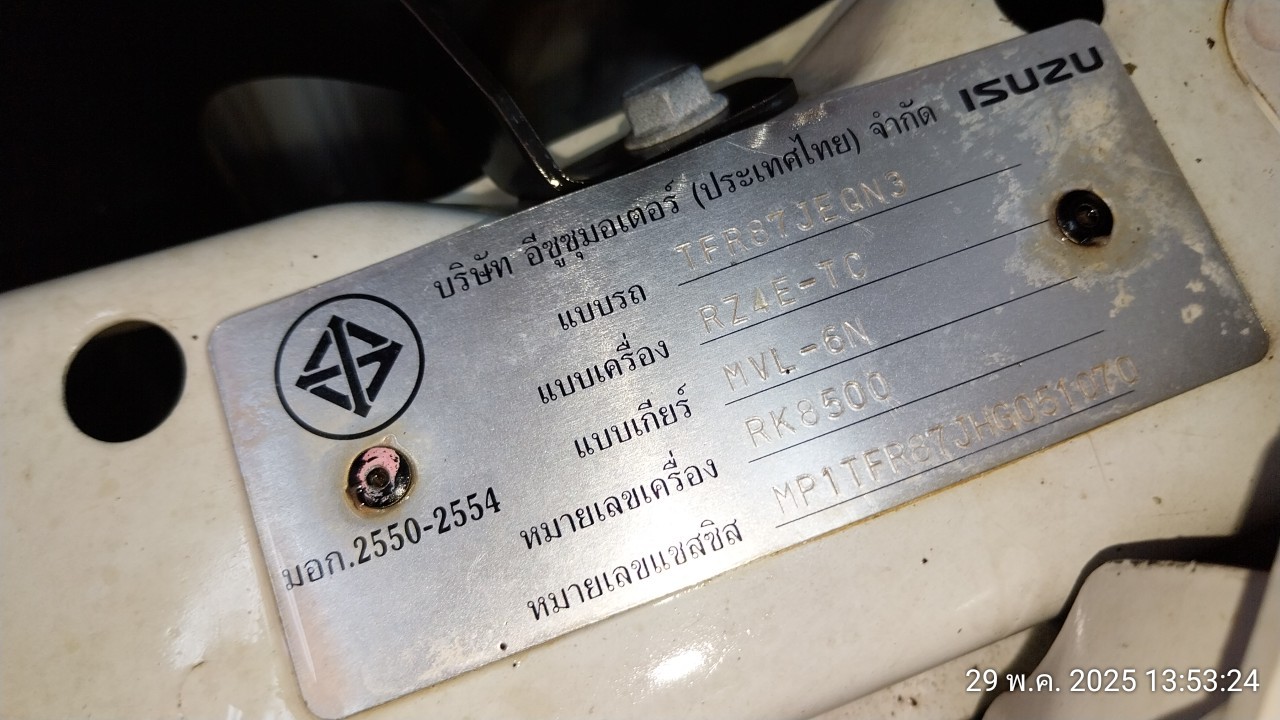 ISUZU
บริษัท อีซูซุมอเตอร์ (ประเทศไทย) จำกัด
แบบรถ TFR87JEQN3
แบบเครื่อง RZ4E-TC
แบบเกียร์ MVL-6N
หมายเลขเครื่อง RK8500
หมายเลขแชสซิส MP1TFR87JHG051070
มอก.2550-2554
29 พ.ค. 2025 13:53:24